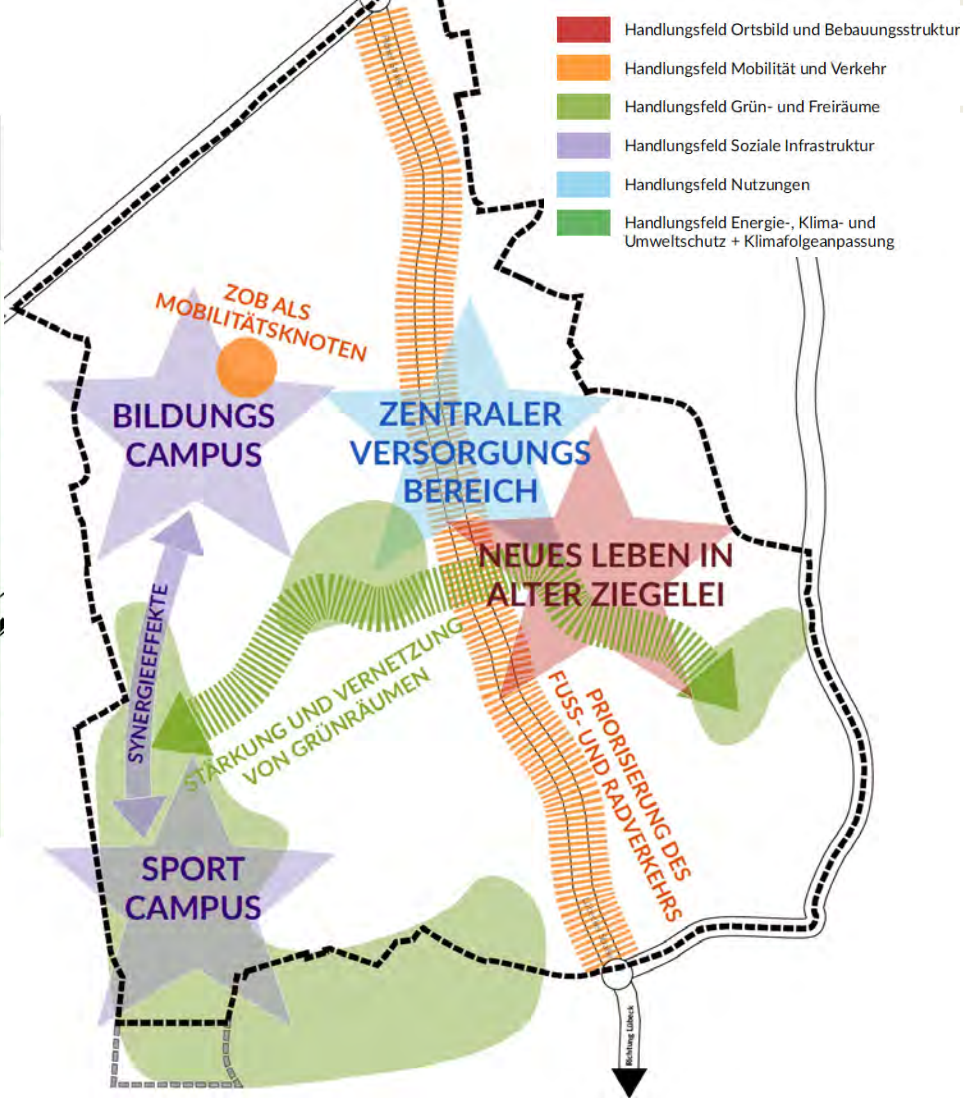 Handlungsfeld Ortsbild und Bebauungsstruktur
Handlungsfeld Mobilität und Verkehr
Handlungsfeld Grün- und Freiräume
Handlungsfeld Soziale Infrastruktur
Handlungsfeld Nutzungen
Handlungsfeld Energie-, Klima- und
Umweltschutz + Klimafolgeanpassung
ZOB ALS
MOBILITÄTSKNOTEN
BILDUNGS
CAMPUS
ZENTRALER
VERSORGUNGS
BEREICH
NEUES LEBEN IN
ALTER ZIEGELEI
SYNERGIEEFFEKTE
STÄRKUNG UND VERNETZUNG
VON GRÜNRÄUMEN
PRIORISIERUNG DES
FUSS- UND RADVERKEHRS
SPORT
CAMPUS
Richtung Lübeck